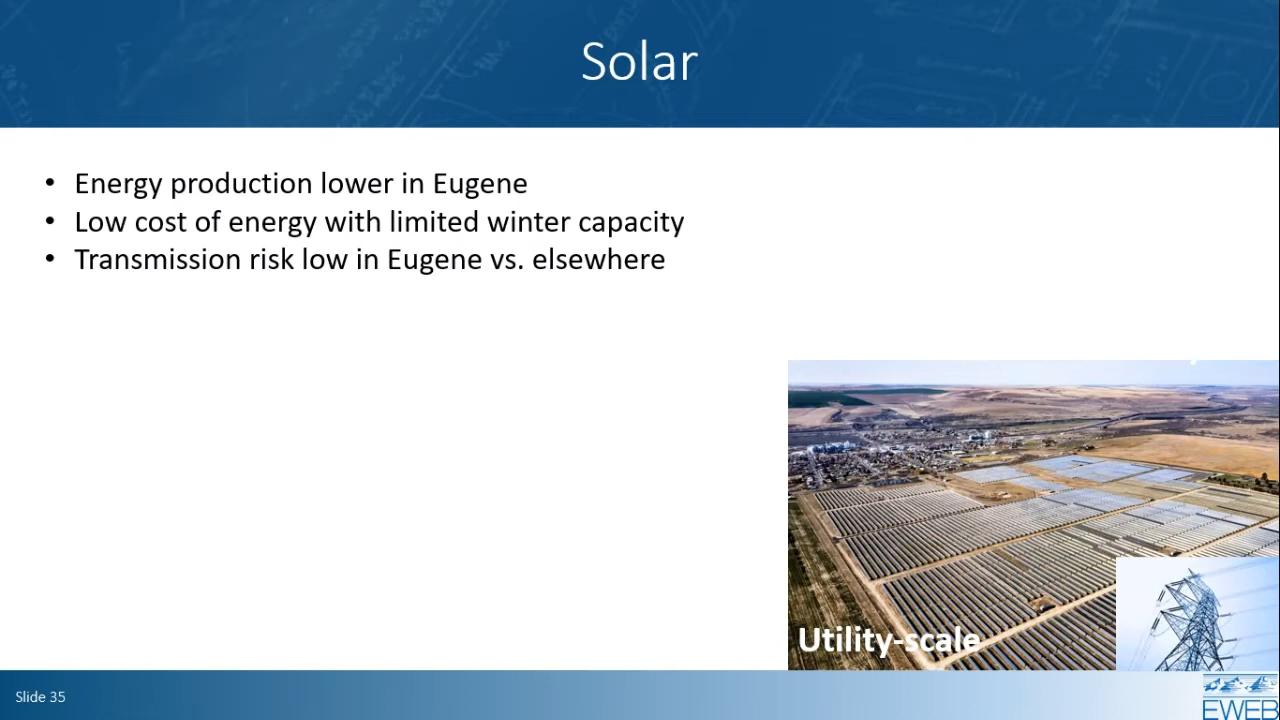 Solar
• Energy production lower in Eugene
• Low cost of energy with limited winter capacity
• Transmission risk low in Eugene vs. elsewhere
Utility-scale
Slide 35
EWEB